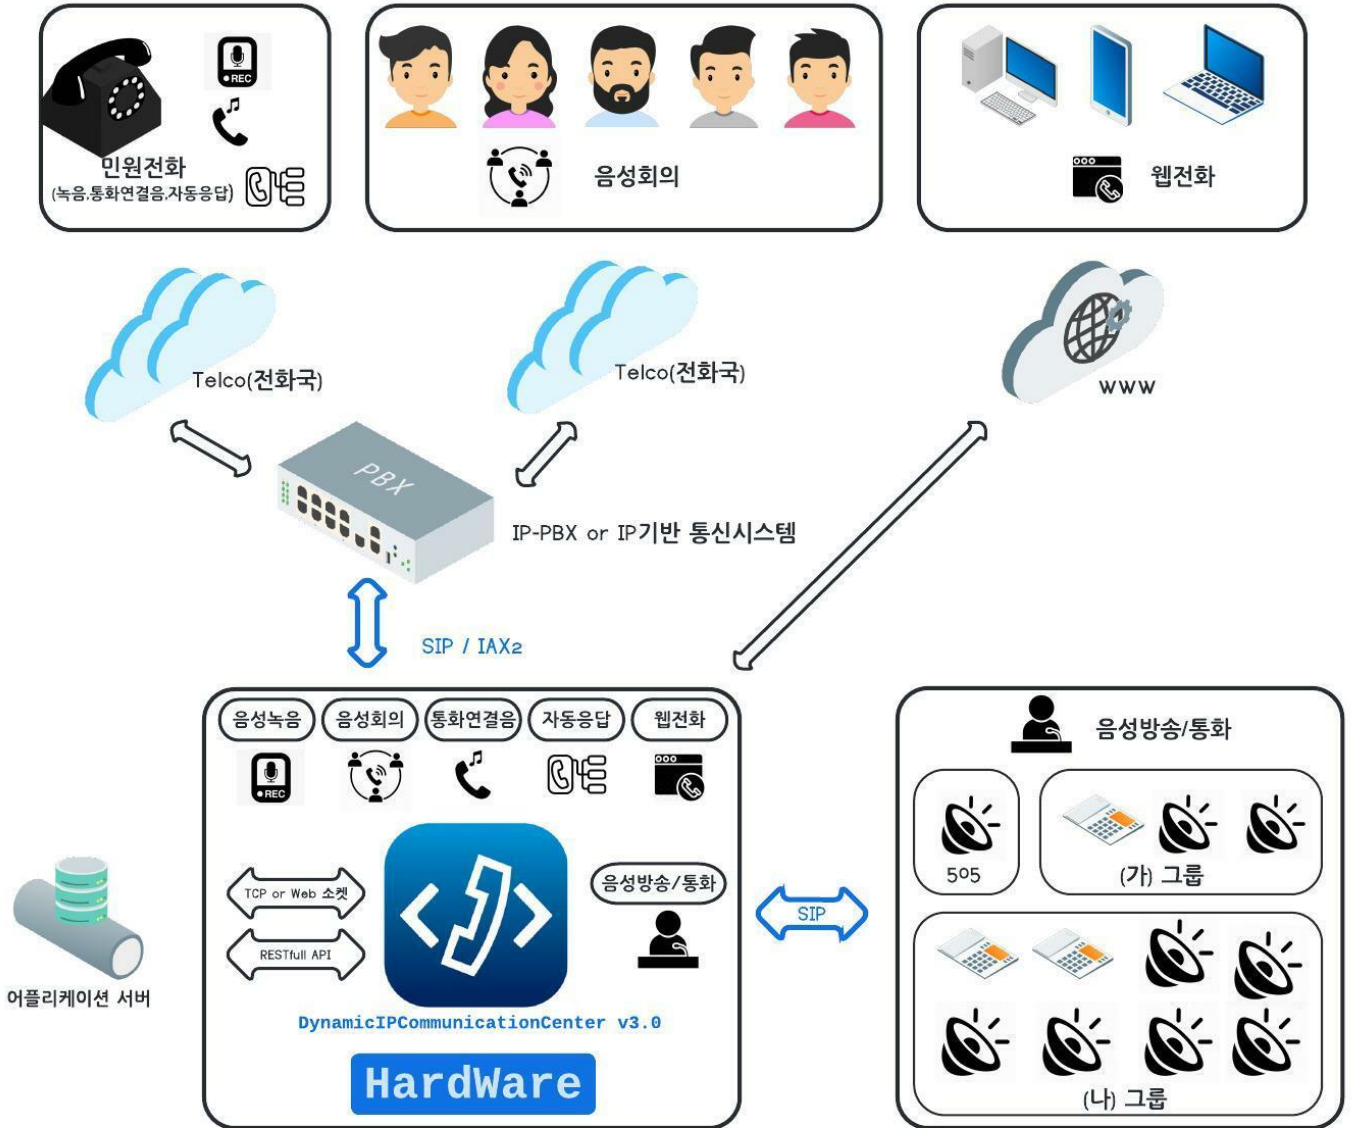 REC
민원전화
(녹음,통화연결음,자동응답)
음성회의
웹전화
Telco(전화국)
Telco(전화국)
WWW
PBX
IP-PBX or IP기반 통신시스템
SIP / IAX2
음성녹음
음성회의
통화연결음
자동응답
웹전화
REC
음성방송/통화
505
(가) 그룹
TCP or Web 소켓
RESTfull API
음성방송/통화
SIP
어플리케이션 서버
DynamicIPCommunicationCenter v3.0
HardWare
(나) 그룹